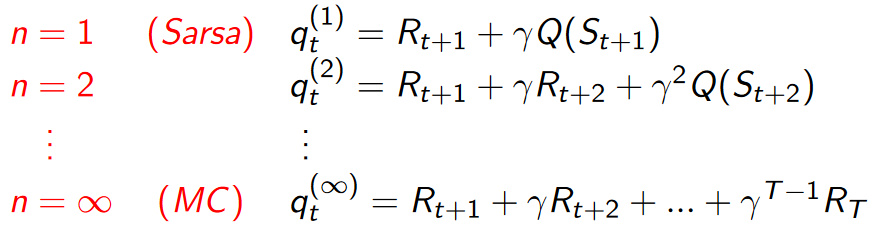 n = 1 (Sarsa) q_t^{(1)} = R_{t+1} + γQ(S_{t+1})
n = 2 q_t^{(2)} = R_{t+1} + γR_{t+2} + γ^2Q(S_{t+2})
⋮ ⋮
n = ∞ (MC) q_t^{(∞)} = R_{t+1} + γR_{t+2} + ... + γ^{T−1}R_T